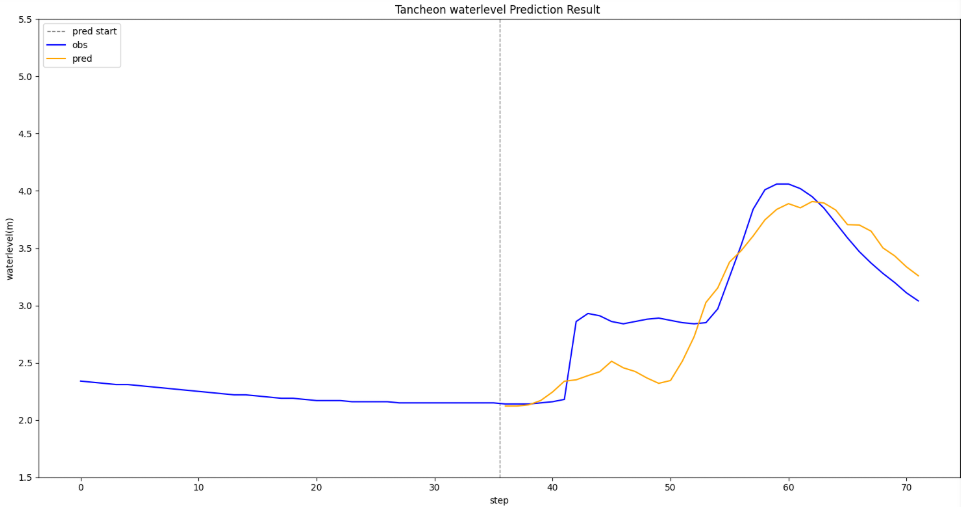 Tancheon waterlevel Prediction Result
pred start
obs
pred
waterlevel(m)
5.5
5.0
4.5
4.0
3.5
3.0
2.5
2.0
1.5
0 10 20 30 40 50 60 70
step